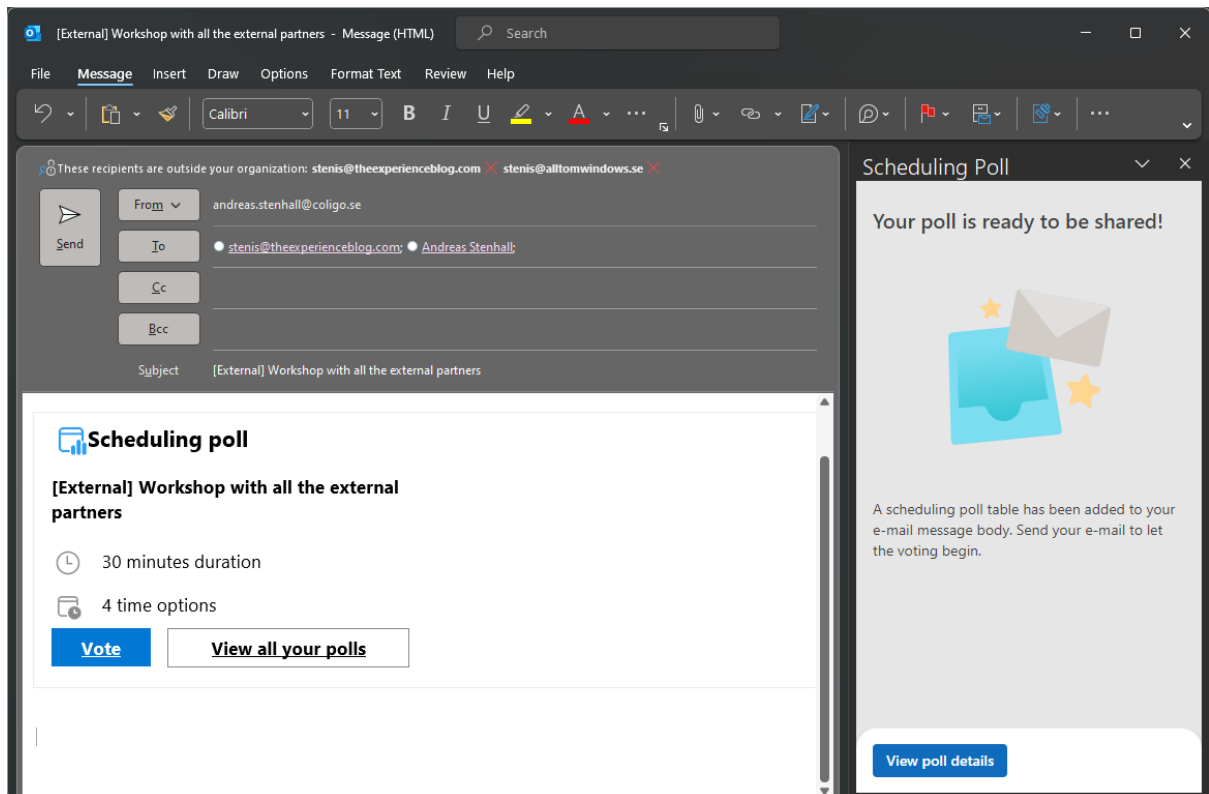 [External] Workshop with all the external partners - Message (HTML)
Search
File Message Insert Draw Options Format Text Review Help
Calibri 11 B I U A
These recipients are outside your organization: stenis@theexperienceblog.com stenis@alltomwindows.se
Send
From andreas.stenhall@coligo.se
To stenis@theexperienceblog.com; Andreas Stenhall;
Cc
Bcc
Subject [External] Workshop with all the external partners
Scheduling poll
[External] Workshop with all the external
partners
30 minutes duration
4 time options
Vote View all your polls
Scheduling Poll
Your poll is ready to be shared!
A scheduling poll table has been added to your
e-mail message body. Send your e-mail to let
the voting begin.
View poll details